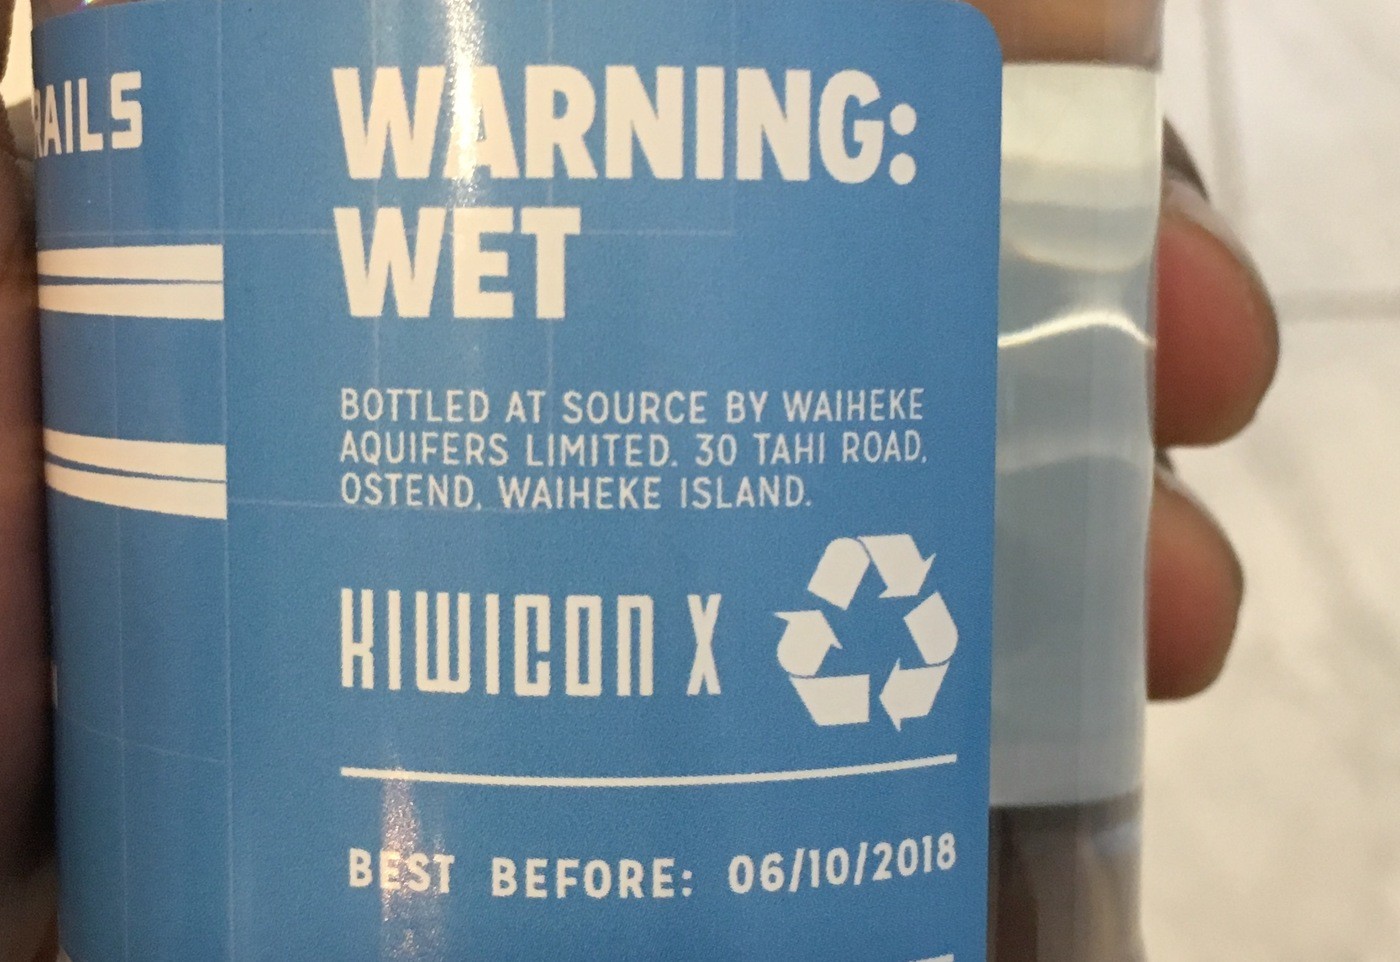 WARNING:
WET
BOTTLED AT SOURCE BY WAIHEKE
AQUIFERS LIMITED. 30 TAHI ROAD,
OSTEND, WAIHEKE ISLAND.
KIWICON X
BEST BEFORE: 06/10/2018